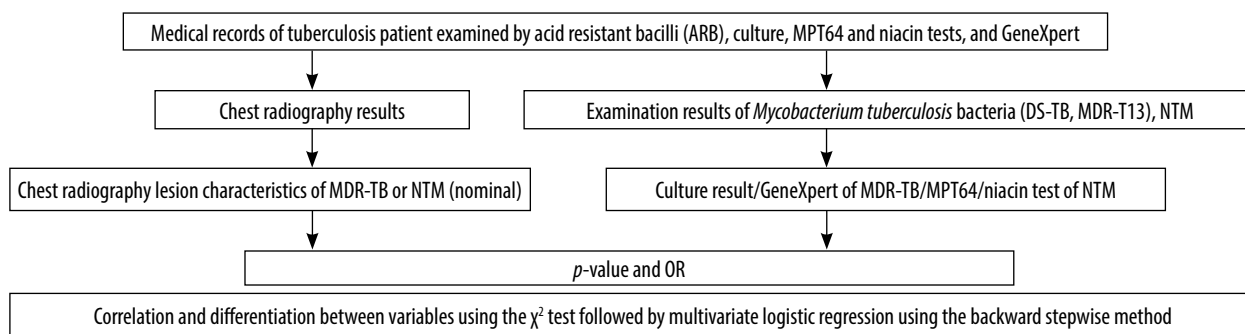 Medical records of tuberculosis patient examined by acid resistant bacilli (ARB), culture, MPT64 and niacin tests, and GeneXpert
Chest radiography results
Examination results of Mycobacterium tuberculosis bacteria (DS-TB, MDR-T13), NTM
Chest radiography lesion characteristics of MDR-TB or NTM (nominal)
Culture result/GeneXpert of MDR-TB/MPT64/niacin test of NTM
p-value and OR
Correlation and differentiation between variables using the χ² test followed by multivariate logistic regression using the backward stepwise method